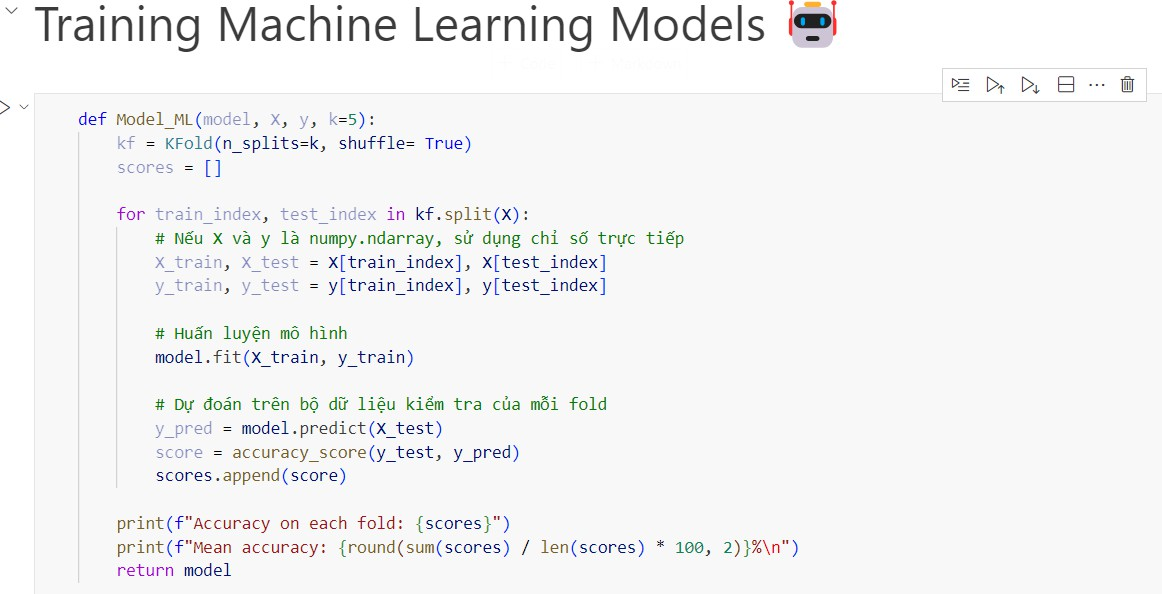 Training Machine Learning Models
def Model_ML(model, X, y, k=5):
kf = KFold(n_splits=k, shuffle= True)
scores = []
for train_index, test_index in kf.split(X):
# Nếu X và y là numpy.ndarray, sử dụng chỉ số trực tiếp
X_train, X_test = X[train_index], X[test_index]
y_train, y_test = y[train_index], y[test_index]
# Huấn luyện mô hình
model.fit(X_train, y_train)
# Dự đoán trên bộ dữ liệu kiểm tra của mỗi fold
y_pred = model.predict(X_test)
score = accuracy_score(y_test, y_pred)
scores.append(score)
print(f"Accuracy on each fold: {scores}")
print(f"Mean accuracy: {round(sum(scores) / len(scores) * 100, 2)}%\n")
return model